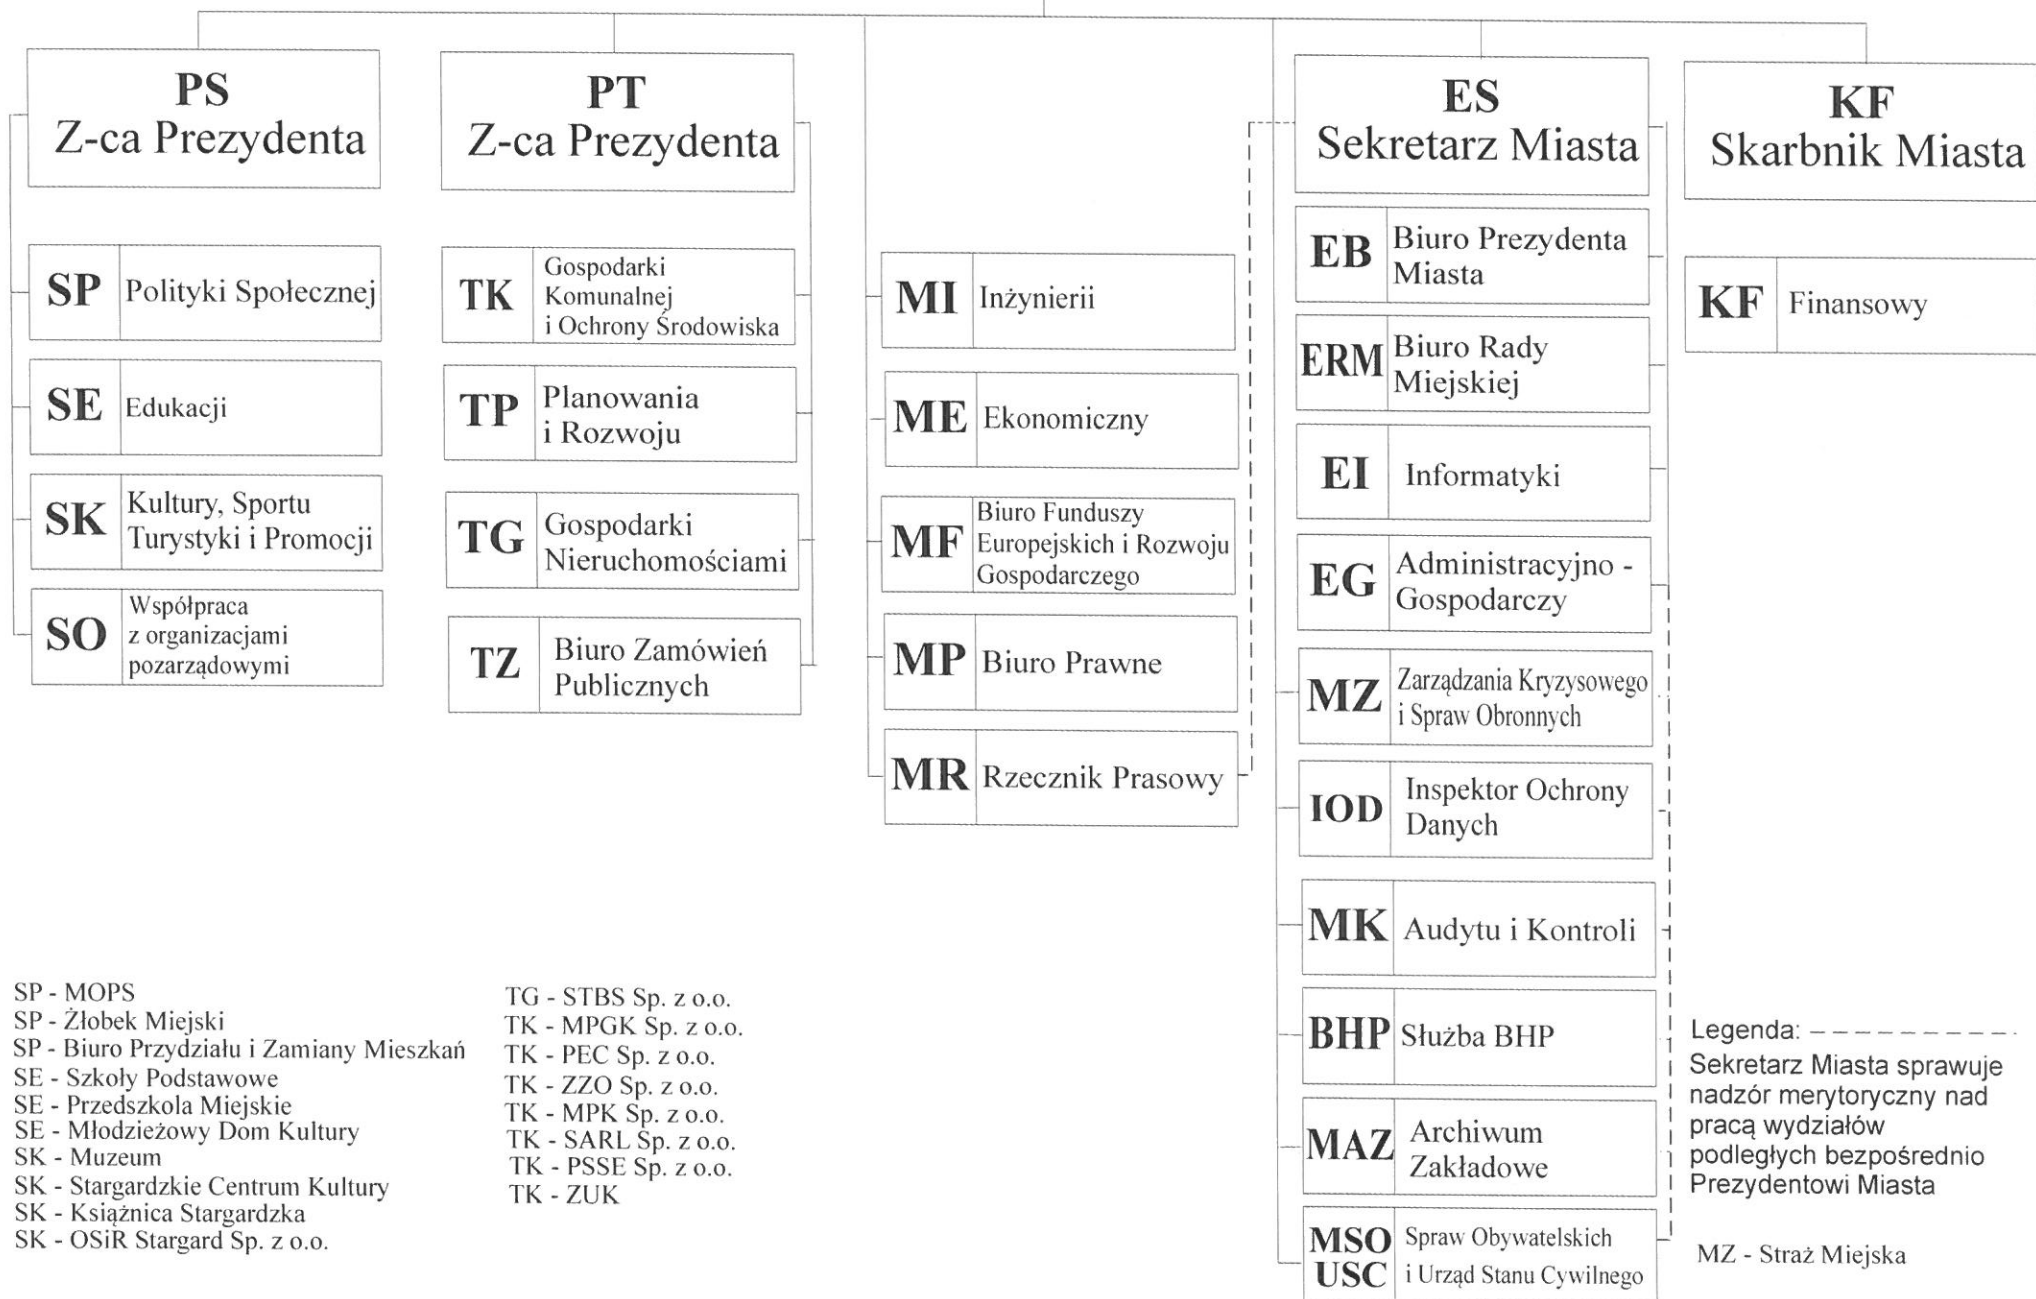 PS
Z-ca Prezydenta
PT
Z-ca Prezydenta
ES
Sekretarz Miasta
KF
Skarbnik Miasta
SP
Polityki Społecznej
SE
Edukacji
SK
Kultury, Sportu
Turystyki i Promocji
SO
Współpraca
z organizacjami
pozarządowymi
TK
Gospodarki
Komunalnej
i Ochrony Środowiska
TP
Planowania
i Rozwoju
TG
Gospodarki
Nieruchomościami
TZ
Biuro Zamówień
Publicznych
MI
Inżynierii
ME
Ekonomiczny
MF
Biuro Funduszy
Europejskich i Rozwoju
Gospodarczego
MP
Biuro Prawne
MR
Rzecznik Prasowy
EB
Biuro Prezydenta
Miasta
ERM
Biuro Rady
Miejskiej
EI
Informatyki
EG
Administracyjno -
Gospodarczy
MZ
Zarządzania Kryzysowego
i Spraw Obronnych
IOD
Inspektor Ochrony
Danych
MK
Audytu i Kontroli
BHP
Służba BHP
MAZ
Archiwum
Zakładowe
MSO
USC
Spraw Obywatelskich
i Urząd Stanu Cywilnego
KF
Finansowy
SP - MOPS
SP - Żłobek Miejski
SP - Biuro Przydziału i Zamiany Mieszkań
SE - Szkoły Podstawowe
SE - Przedszkola Miejskie
SE - Młodzieżowy Dom Kultury
SK - Muzeum
SK - Stargardzkie Centrum Kultury
SK - Książnica Stargardzka
SK - OSiR Stargard Sp. z o.o.
TG - STBS Sp. z o.o.
TK - MPGK Sp. z o.o.
TK - PEC Sp. z o.o.
TK - ZZO Sp. z o.o.
TK - MPK Sp. z o.o.
TK - SARL Sp. z o.o.
TK - PSSE Sp. z o.o.
TK - ZUK
Legenda:
Sekretarz Miasta sprawuje
nadzór merytoryczny nad
pracą wydziałów
podległych bezpośrednio
Prezydentowi Miasta
MZ - Straż Miejska